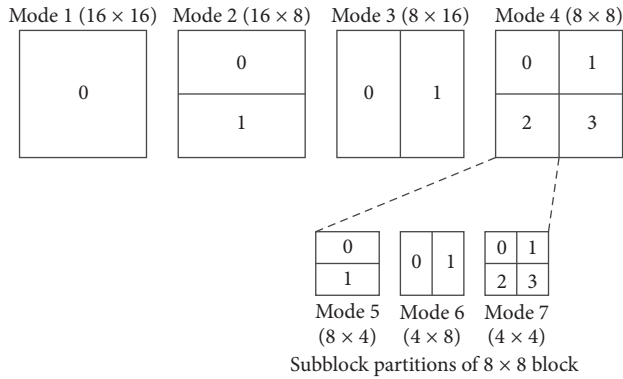 Mode 1 (16 × 16) Mode 2 (16 × 8) Mode 3 (8 × 16) Mode 4 (8 × 8)
0 0 1
0
0 1
1 2 3
0 0 1
0 1
1 2 3
Mode 5 Mode 6 Mode 7
(8 × 4) (4 × 8) (4 × 4)
Subblock partitions of 8 × 8 block